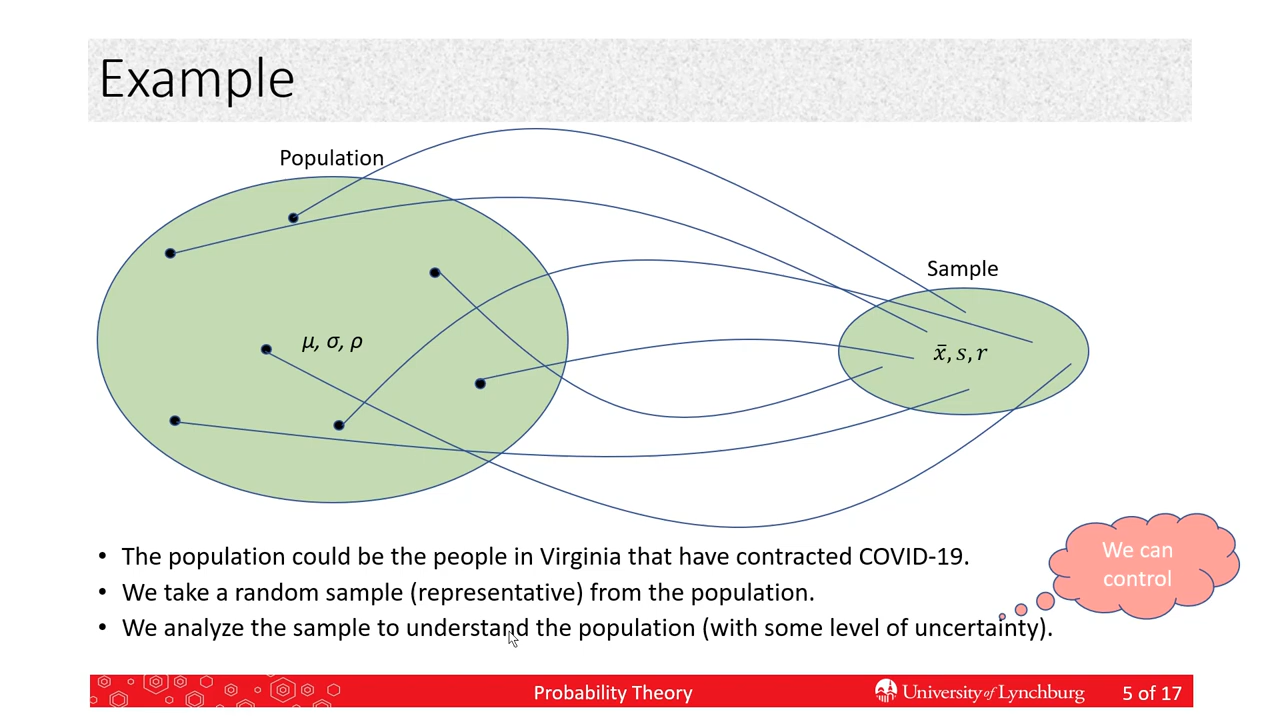 Example
Population
Sample
μ, σ, ρ
x̄, s, r
• The population could be the people in Virginia that have contracted COVID-19.
• We take a random sample (representative) from the population.
• We analyze the sample to understand the population (with some level of uncertainty).
We can
control
Probability Theory
University of Lynchburg
5 of 17